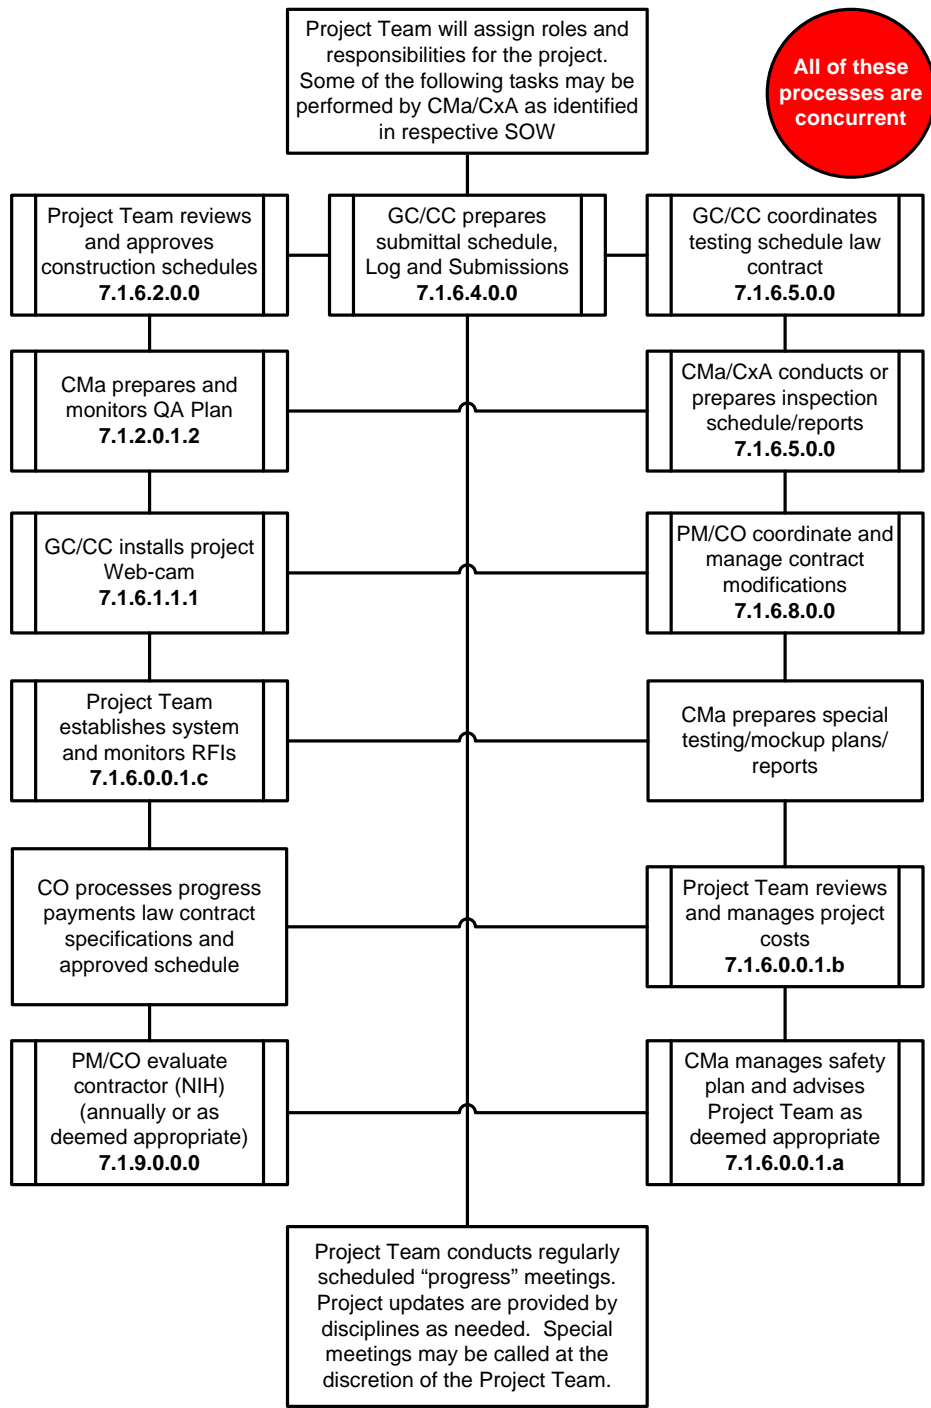 Project Team will assign roles and
responsibilities for the project.
Some of the following tasks may be
performed by CMa/CxA as identified
in respective SOW
All of these
processes are
concurrent
Project Team reviews
and approves
construction schedules
7.1.6.2.0.0
GC/CC prepares
submittal schedule,
Log and Submissions
7.1.6.4.0.0
GC/CC coordinates
testing schedule law
contract
7.1.6.5.0.0
CMa prepares and
monitors QA Plan
7.1.2.0.1.2
CMa/CxA conducts or
prepares inspection
schedule/reports
7.1.6.5.0.0
GC/CC installs project
Web-cam
7.1.6.1.1.1
PM/CO coordinate and
manage contract
modifications
7.1.6.8.0.0
Project Team
establishes system
and monitors RFIs
7.1.6.0.0.1.c
CMa prepares special
testing/mockup plans/
reports
CO processes progress
payments law contract
specifications and
approved schedule
Project Team reviews
and manages project
costs
7.1.6.0.0.1.b
PM/CO evaluate
contractor (NIH)
(annually or as
deemed appropriate)
7.1.9.0.0.0
CMa manages safety
plan and advises
Project Team as
deemed appropriate
7.1.6.0.0.1.a
Project Team conducts regularly
scheduled “progress” meetings.
Project updates are provided by
disciplines as needed.  Special
meetings may be called at the
discretion of the Project Team.